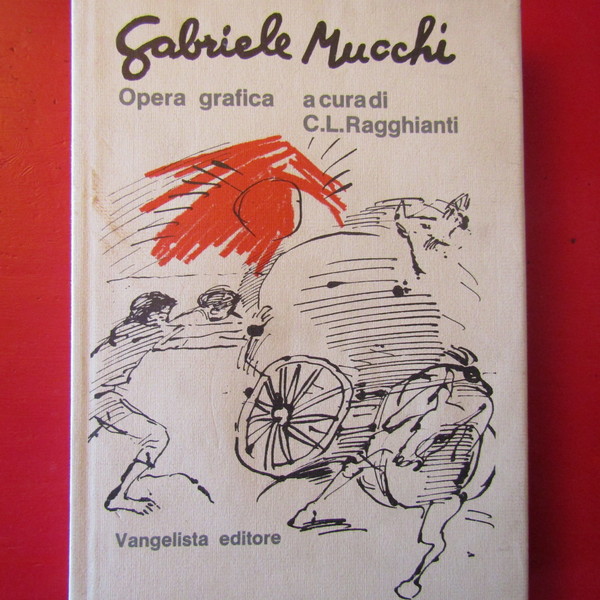 Gabriele Mucchi
Opera grafica a cura di
C.L.Ragghianti
Vangelista editore